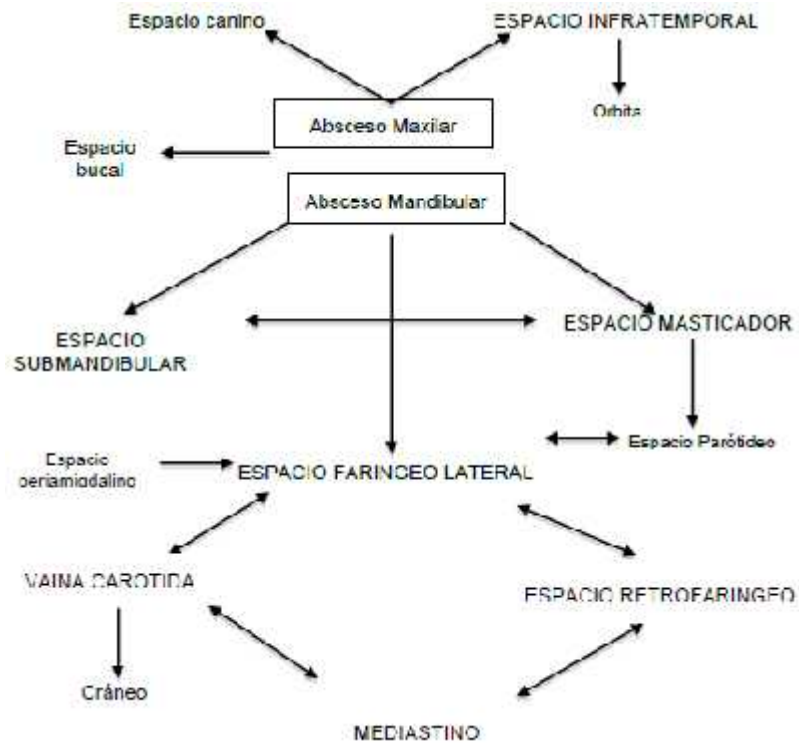 Espacio canino
ESPACIO INFRATEMPORAL
Absceso Maxilar
Orbita
Espacio
bucal
Absceso Mandibular
ESPACIO
SUBMANDIBULAR
ESPACIO MASTICADOR
Espacio Parótideo
Espacio
periamigdalino
ESPACIO FARINGEO LATERAL
VAINA CAROTIDA
ESPACIO RETROFARINGEO
Cráneo
MEDIASTINO